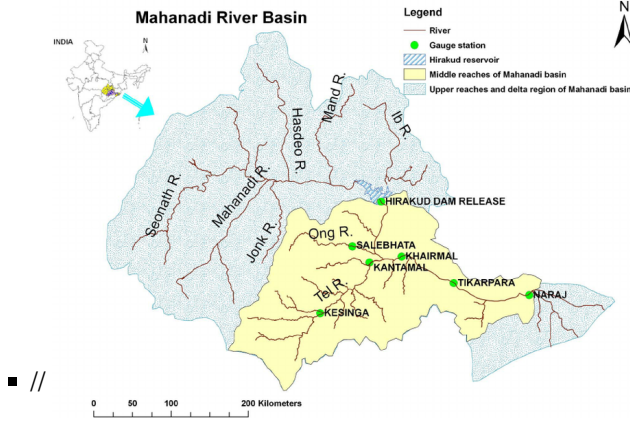 Mahanadi River Basin
INDIA
N
N
Legend
River
Gauge station
Hirakud reservoir
Middle reaches of Mahanadi basin
Upper reaches and delta region of Mahanadi basin
Seonath R.
Mahanadi R.
Hasdeo R.
Mand R.
Ib R.
Jonk R.
HIRAKUD DAM RELEASE
Ong R.
SALEBHATA
KHAIRMAL
KANTAMAL
Tel R.
TIKARPARA
NARAJ
KESINGA
▪ //
0 50 100 200 Kilometers